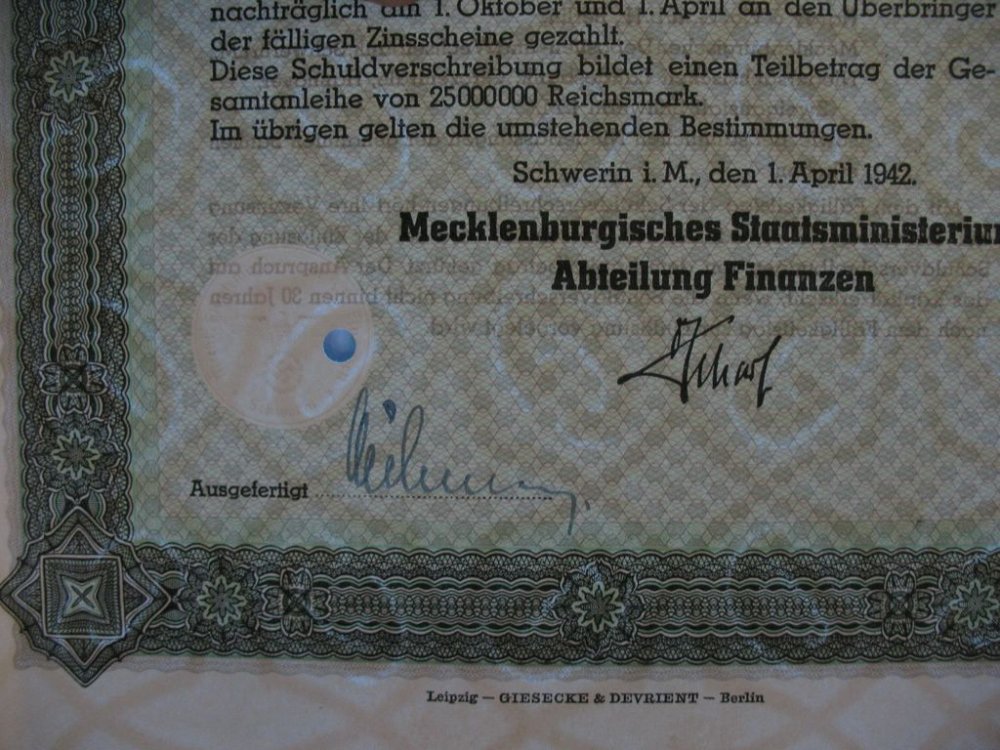 nachträglich am 1. Oktober und 1. April an den Überbringer
der fälligen Zinsscheine gezahlt.
Diese Schuldverschreibung bildet einen Teilbetrag der Ge-
samtanleihe von 25000000 Reichsmark.
Im übrigen gelten die umstehenden Bestimmungen.
Schwerin i. M., den 1. April 1942.
Mecklenburgisches Staatsministerium
Abteilung Finanzen
Ausgefertigt
Leipzig — GIESECKE & DEVRIENT — Berlin